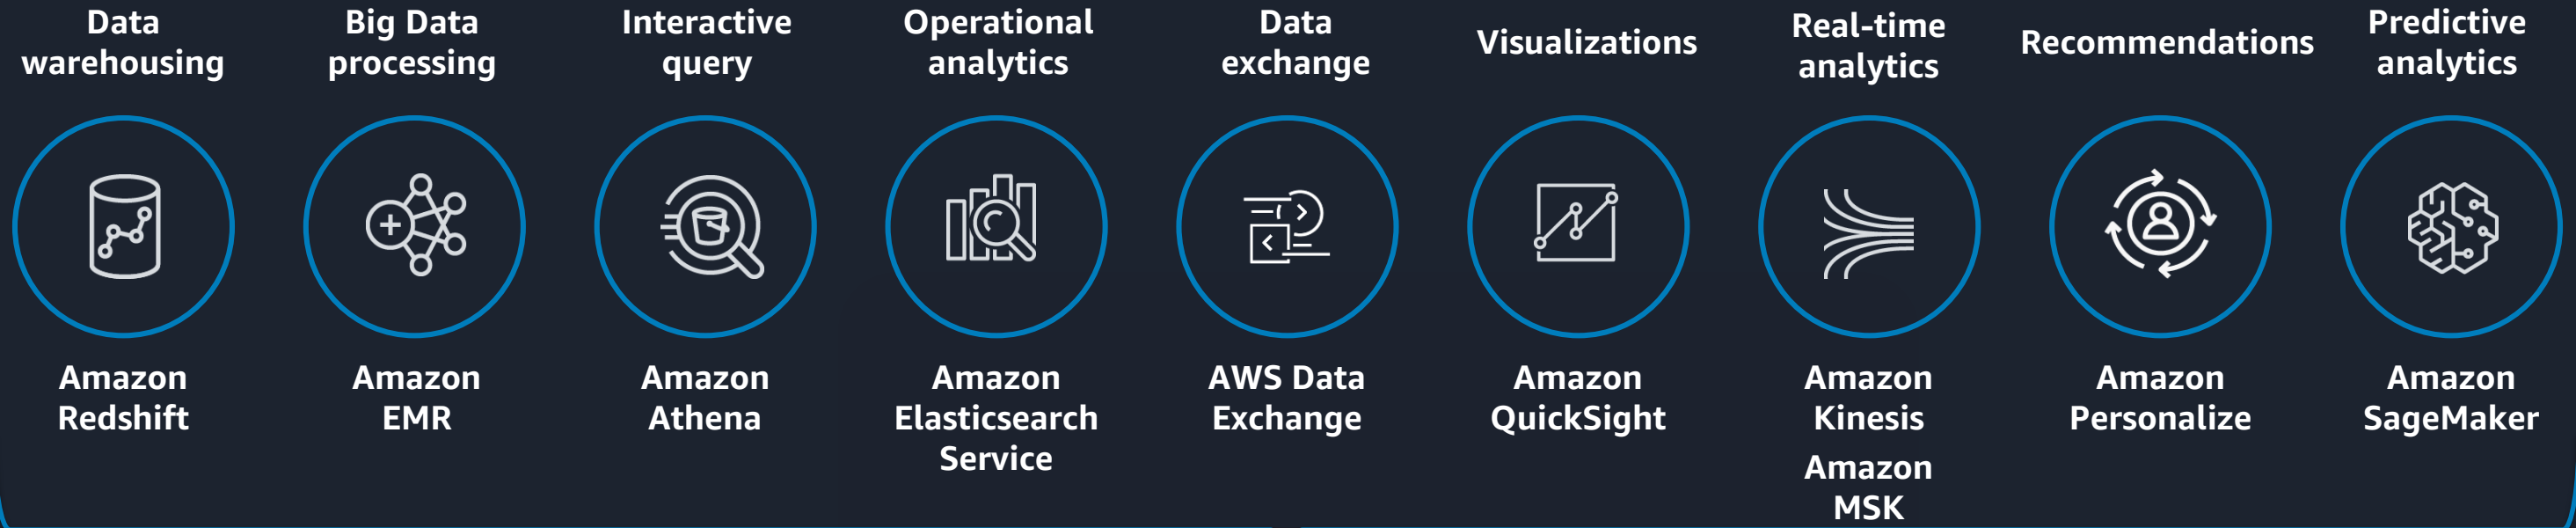 Data
warehousing
Big Data
processing
Interactive
query
Operational
analytics
Data
exchange
Visualizations
Real-time
analytics
Recommendations
Predictive
analytics
Amazon
Redshift
Amazon
EMR
Amazon
Athena
Amazon
Elasticsearch
Service
AWS Data
Exchange
Amazon
QuickSight
Amazon
Kinesis
Amazon
MSK
Amazon
Personalize
Amazon
SageMaker